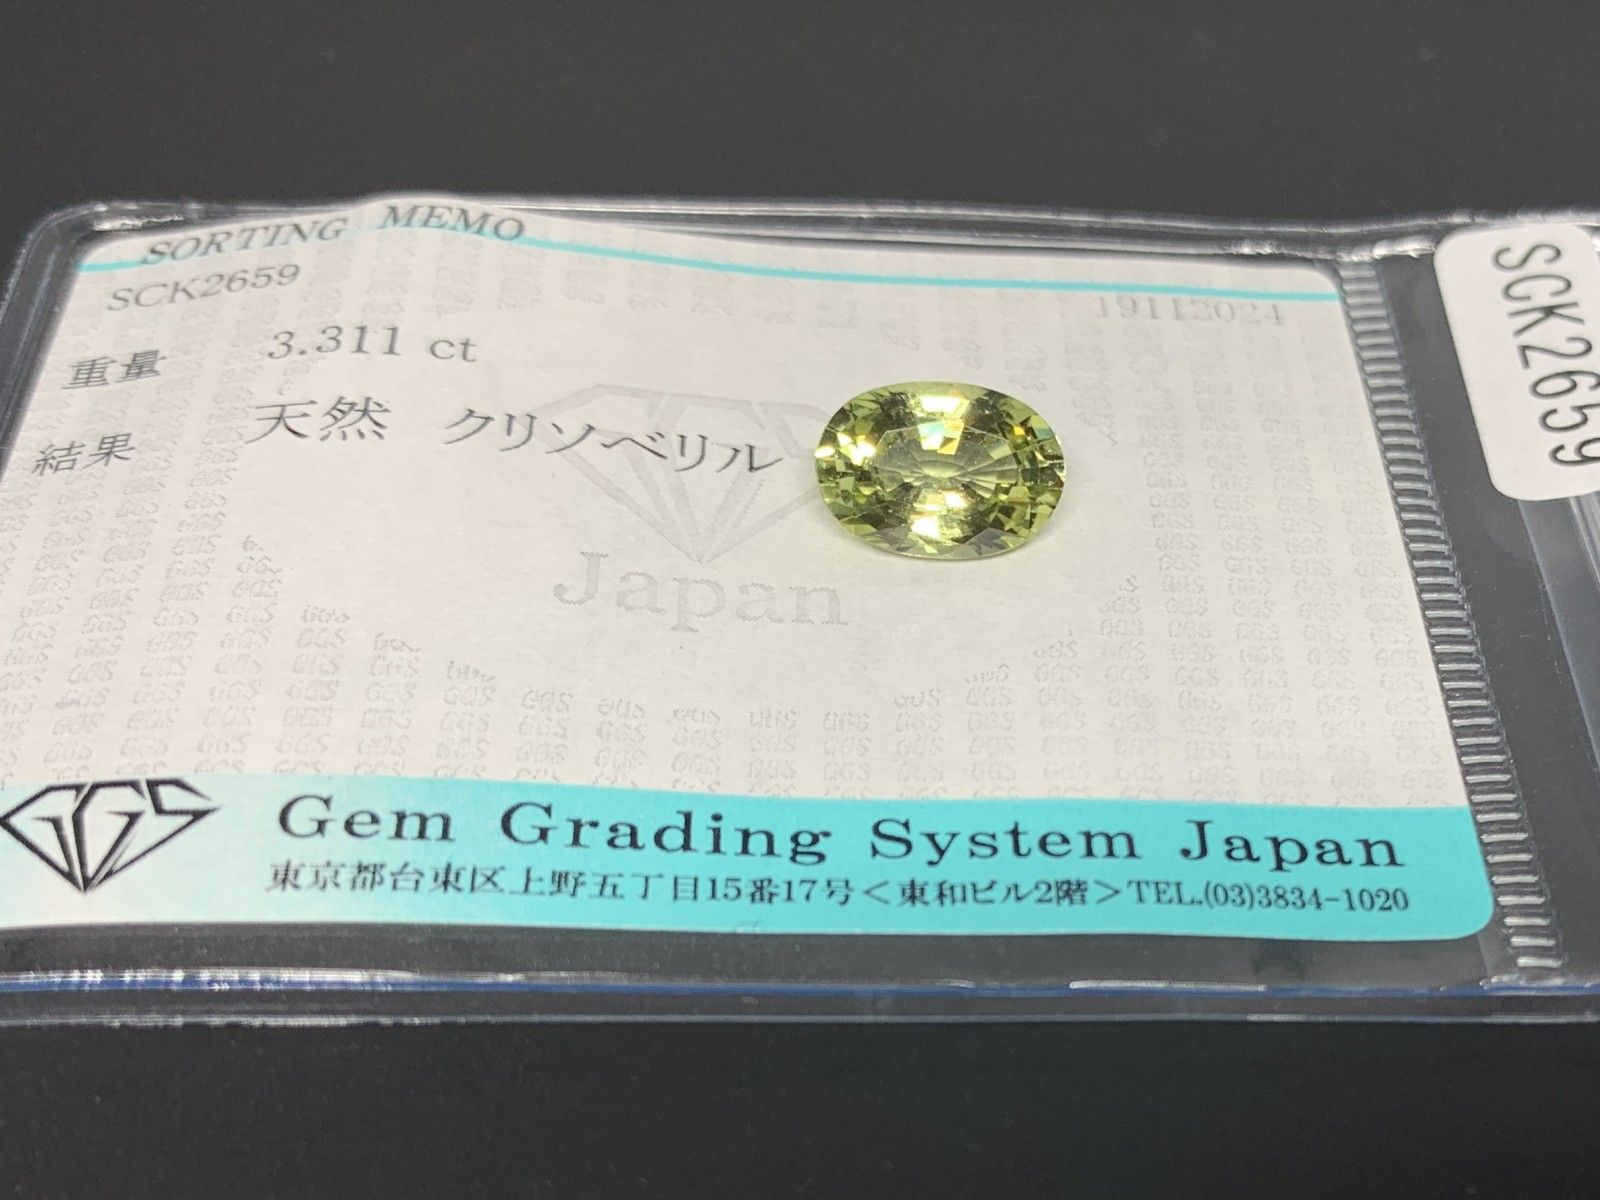 SORTING MEMO
SCK2659
19112024
重量 3.311 ct
結果 天然 クリソベリル
Japan
GGS
Gem Grading System Japan
東京都台東区上野五丁目15番17号<東和ビル2階>TEL.(03)3834-1020
SCK2659